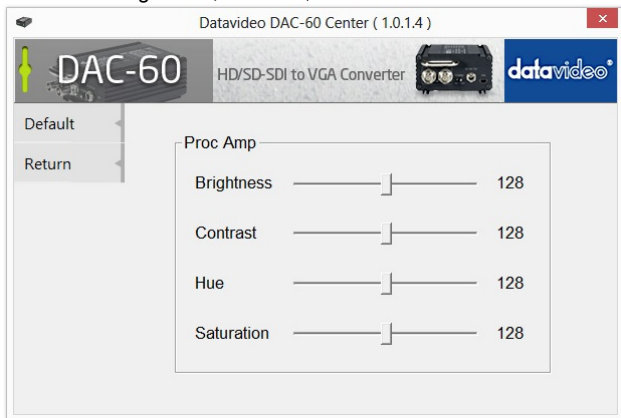 Datavideo DAC-60 Center ( 1.0.1.4 )
DAC-60 HD/SD-SDI to VGA Converter datavideo®
Default
Return
Proc Amp
Brightness 128
Contrast 128
Hue 128
Saturation 128